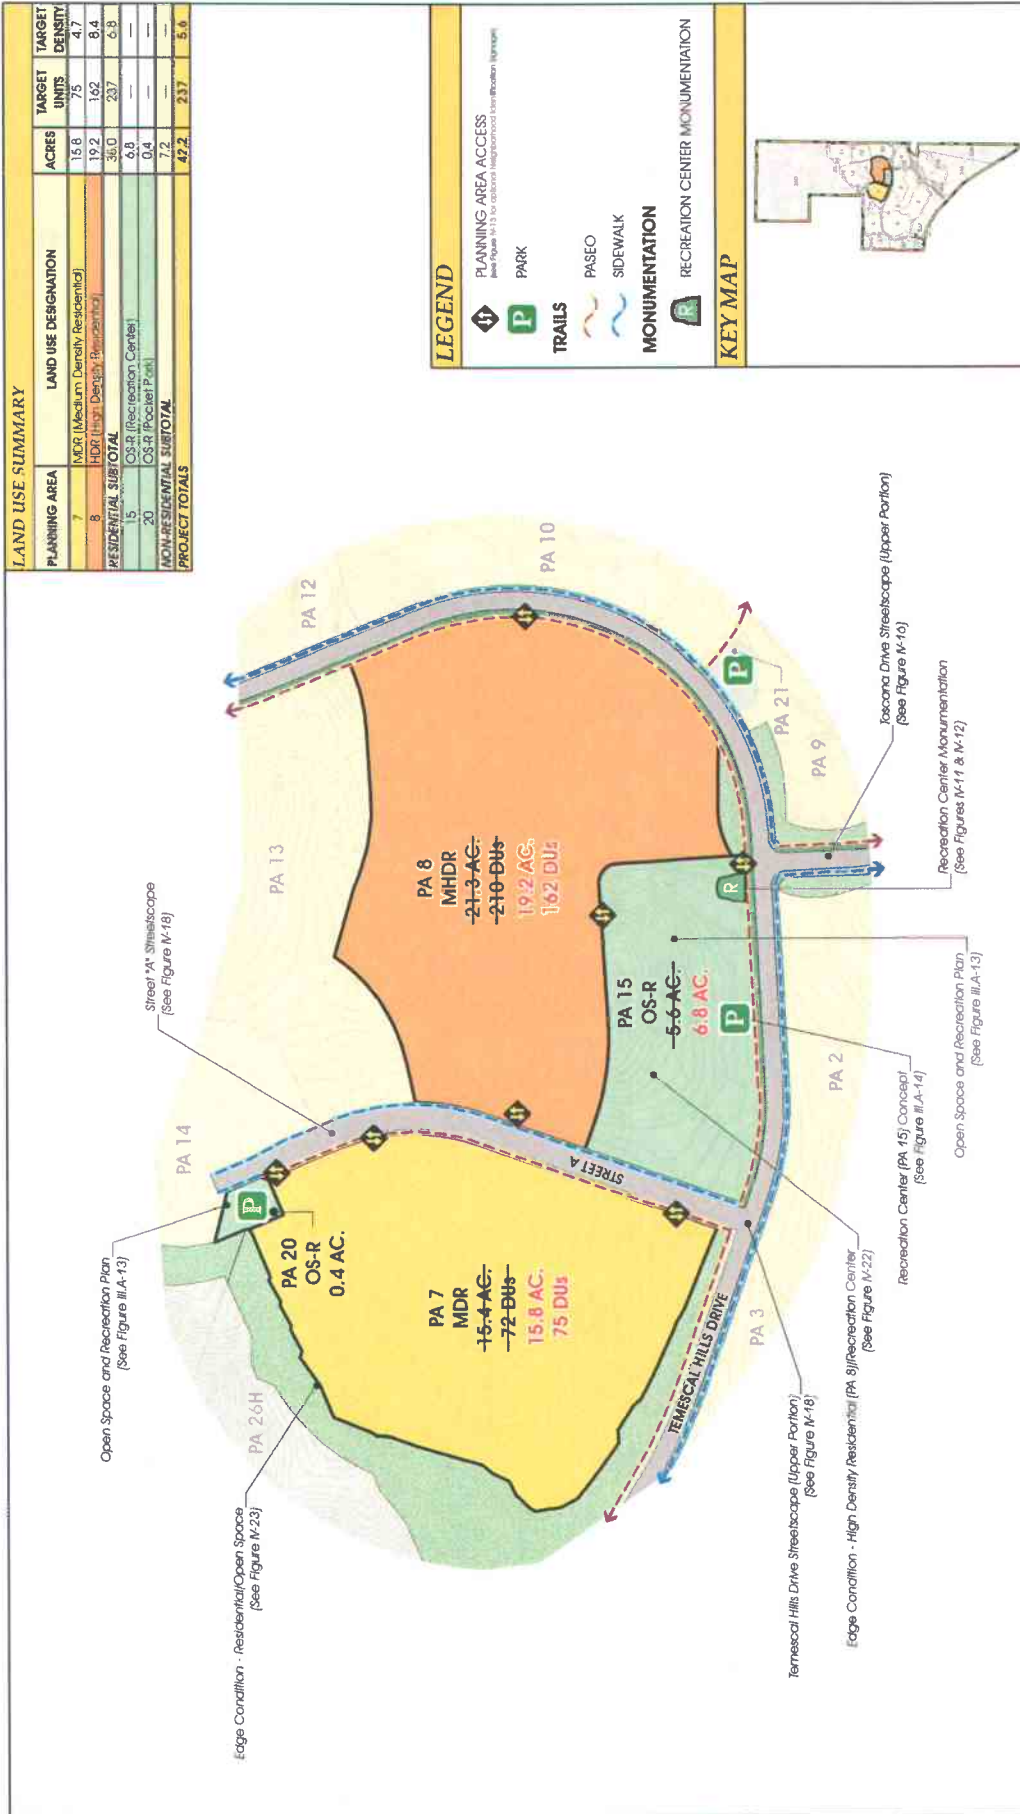 LAND USE SUMMARY
PLANNING AREA LAND USE DESIGNATION ACRES TARGET UNITS TARGET DENSITY
7 MDR (Medium Density Residential) 15.8 75 4.7
8 HDR (High Density Residential) 19.2 162 8.4
RESIDENTIAL SUBTOTAL 35.0 237 6.8
15 OS-R (Recreation Center) 6.8 — —
20 OS-R (Pocket Park) 0.4 — —
NON-RESIDENTIAL SUBTOTAL 7.2 — —
PROJECT TOTALS 42.2 237 5.6
LEGEND
PLANNING AREA ACCESS
(see Figure IV-13 for optional Neighborhood Identification Signage)
P PARK
TRAILS
PASEO
SIDEWALK
MONUMENTATION
R RECREATION CENTER MONUMENTATION
KEY MAP
Open Space and Recreation Plan
(See Figure III.A-13)
Street "A" Streetscape
(See Figure IV-18)
Edge Condition - Residential/Open Space
(See Figure IV-23)
PA 14
PA 13
PA 12
PA 10
PA 26H
P
PA 20
OS-R
0.4 AC.
PA 7
MDR
15.4 AC.
72 DUs
15.8 AC.
75 DUs
STREET A
PA 8
MHDR
21.3 AC.
210 DUs
19.2 AC.
162 DUs
PA 15
OS-R
5.6 AC.
6.8 AC.
P
R
P
PA 21
PA 9
PA 2
PA 3
TEMESCAL HILLS DRIVE
Temescal Hills Drive Streetscape (Upper Portion)
(See Figure IV-18)
Edge Condition - High Density Residential (PA 8)/Recreation Center
(See Figure IV-22)
Recreation Center (PA 15) Concept
(See Figure III.A-14)
Open Space and Recreation Plan
(See Figure III.A-13)
Recreation Center Monumentation
(See Figures IV-11 & IV-12)
Toscana Drive Streetscape (Upper Portion)
(See Figure IV-16)